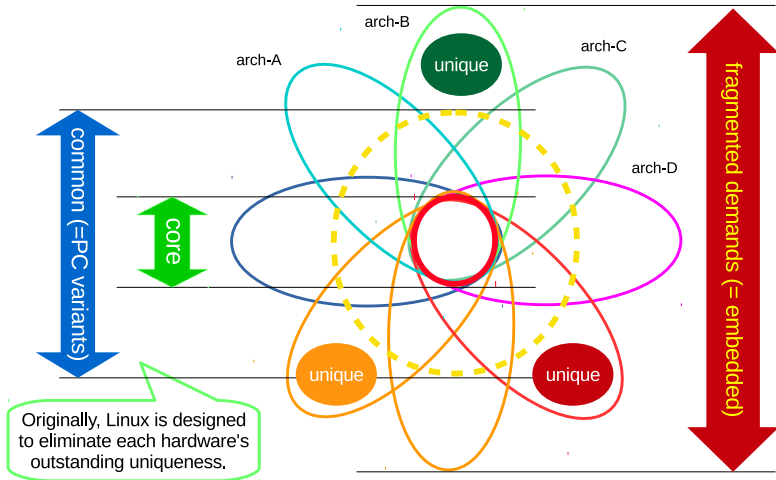 arch-B
arch-A
arch-C
unique
arch-D
common (=PC variants)
core
fragmented demands (= embedded)
unique
unique
Originally, Linux is designed
to eliminate each hardware's
outstanding uniqueness.